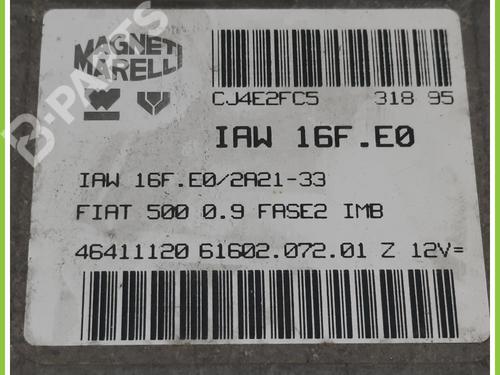 MAGNETI
MARELLI
CJ4E2FC5 318 95
IAW 16F.E0
IAW 16F.E0/2A21-33
FIAT 500 0.9 FASE2 IMB
46411120 61602.072.01 Z 12V=
B-PARTS